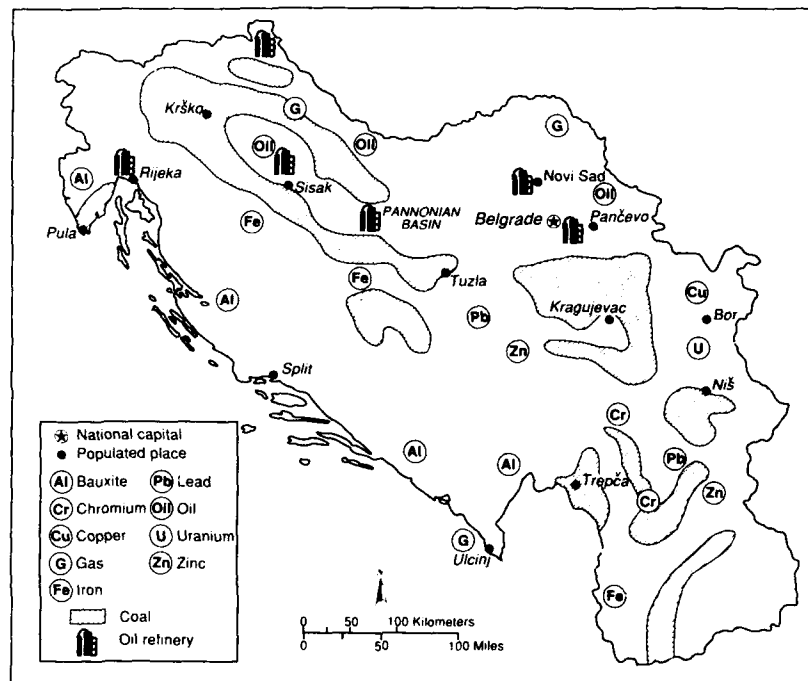 G
Krško
Oil
Oil
G
Al
Rijeka
Sisak
Novi Sad
Oil
Pula
Fe
PANNONIAN
BASIN
Belgrade
Pančevo
Fe
Tuzla
Al
Cu
Pb
Kragujevac
Bor
Zn
U
Split
Niš
Cr
Al
Al
Pb
Trepča
Cr
Zn
G
Ulcinj
Fe
National capital
Populated place
Al Bauxite
Pb Lead
Cr Chromium
Oil Oil
Cu Copper
U Uranium
G Gas
Zn Zinc
Fe Iron
Coal
Oil refinery
0 50 100 Kilometers
0 50 100 Miles